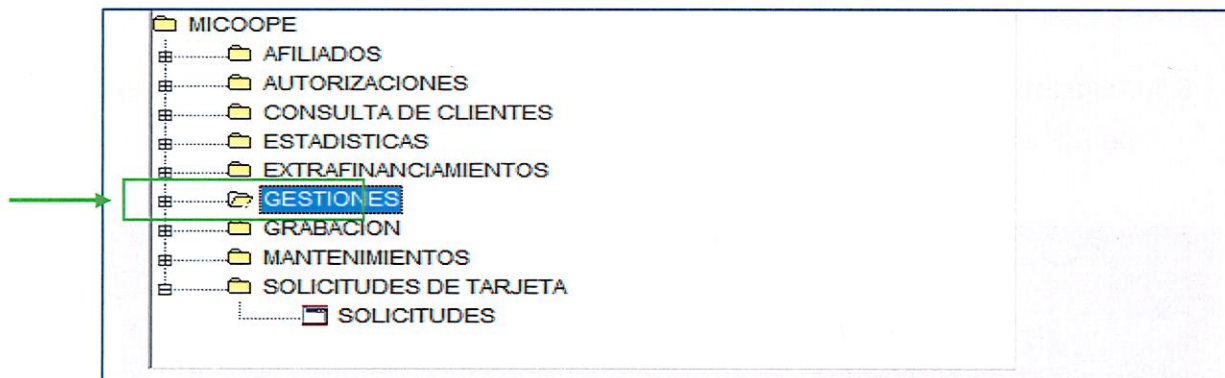 MICOOPE
AFILIADOS
AUTORIZACIONES
CONSULTA DE CLIENTES
ESTADISTICAS
EXTRAFINANCIAMIENTOS
GESTIONES
GRABACION
MANTENIMIENTOS
SOLICITUDES DE TARJETA
SOLICITUDES